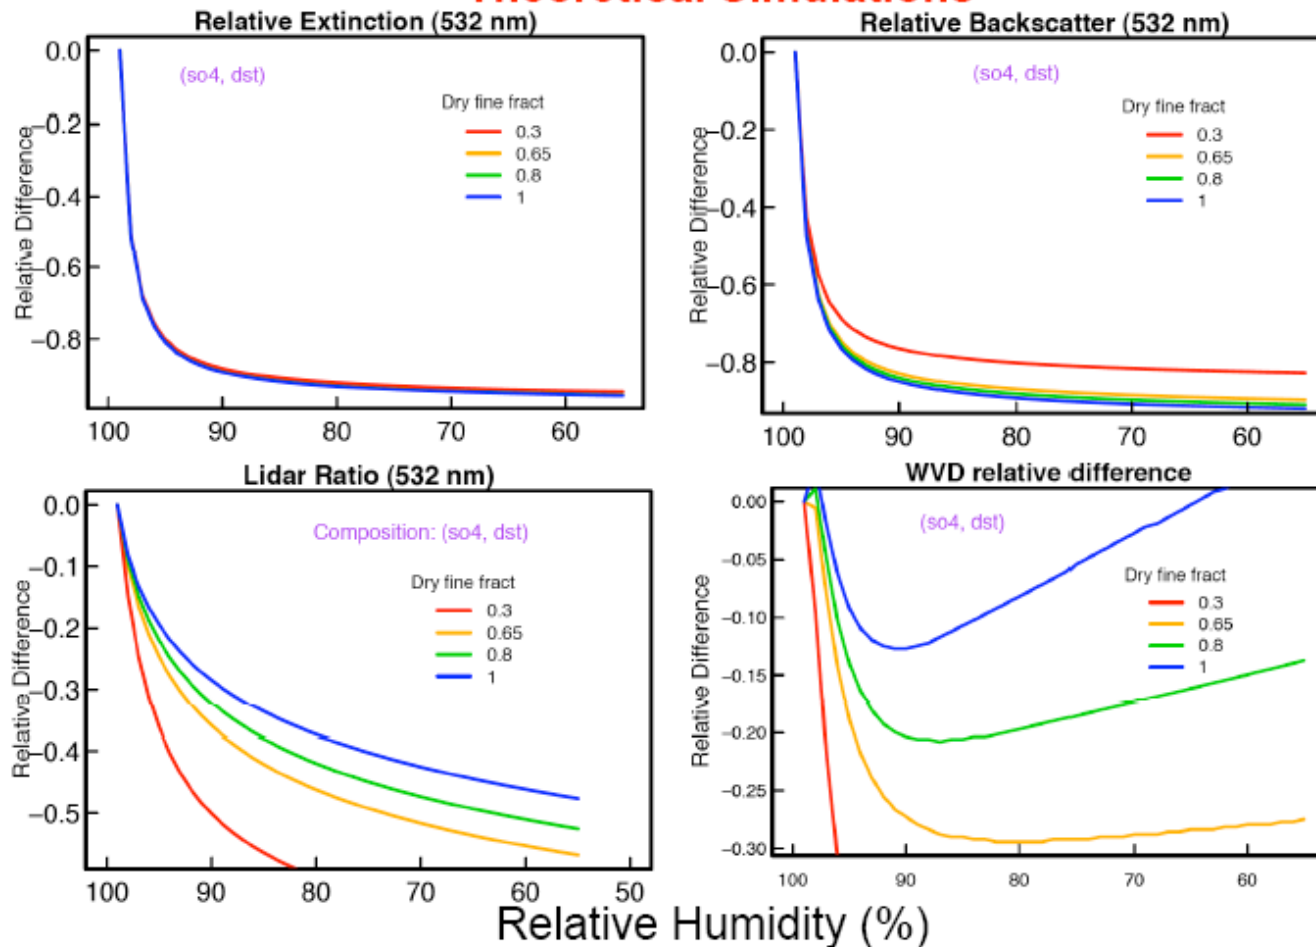 Theoretical Simulations
Relative Extinction (532 nm)
(so4, dst)
Dry fine fract
0.3
0.65
0.8
1
Relative Difference
0.0
−0.2
−0.4
−0.6
−0.8
100 90 80 70 60
Relative Backscatter (532 nm)
(so4, dst)
Dry fine fract
0.3
0.65
0.8
1
Relative Difference
0.0
−0.2
−0.4
−0.6
−0.8
100 90 80 70 60
Lidar Ratio (532 nm)
Composition: (so4, dst)
Dry fine fract
0.3
0.65
0.8
1
Relative Difference
0.0
−0.1
−0.2
−0.3
−0.4
−0.5
100 90 80 70 60 50
WVD relative difference
(so4, dst)
Dry fine fract
0.3
0.65
0.8
1
Relative Difference
0.00
−0.05
−0.10
−0.15
−0.20
−0.25
−0.30
100 90 80 70 60
Relative Humidity (%)